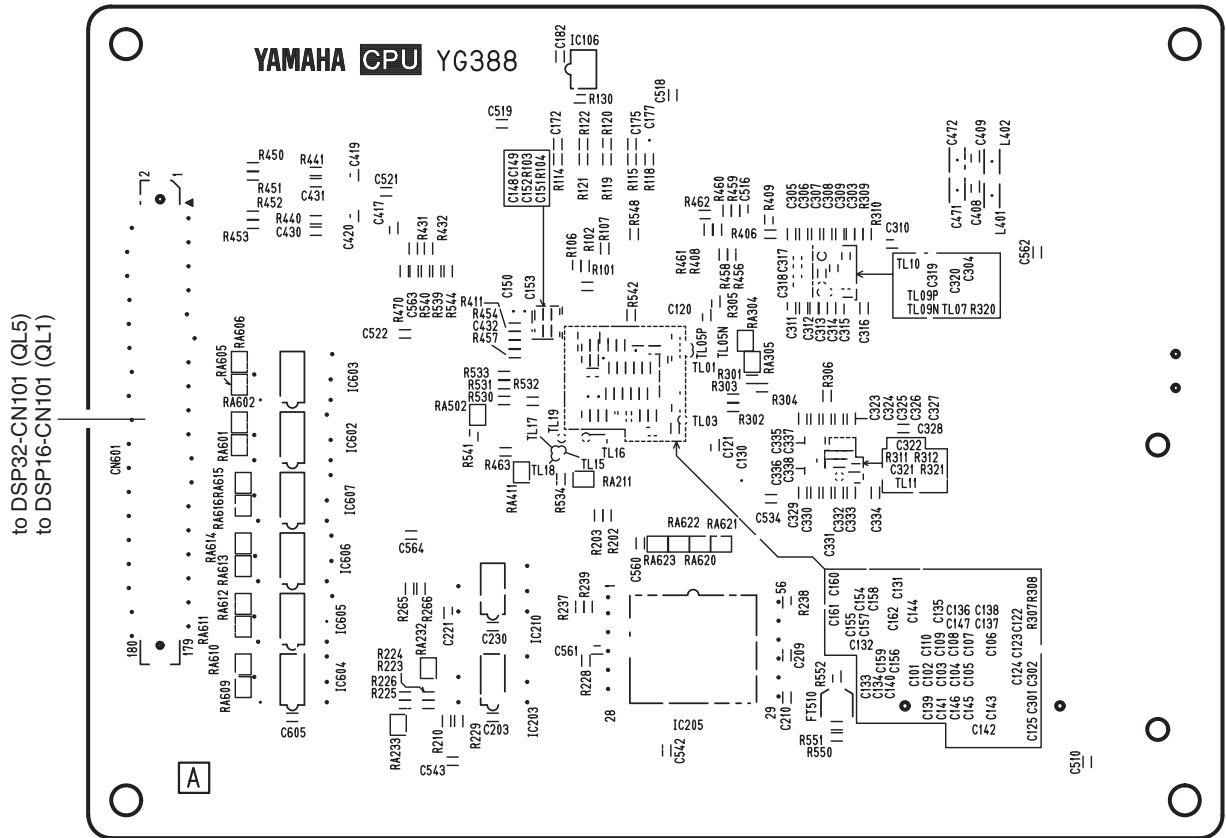 YAMAHA CPU YG388
C182
IC106
R130
C518
C519
C172
R122
R120
C175
C177
R114
R121
R119
R115
R118
C148 C149
C152 R103
C151 R104
R450
R441
C419
R451
R452
C431
R440
C430
R453
C420
C521
C417
R431
R432
R548
R107
R102
R106
R101
R462
R460
R459
C516
R409
R461
R408
R406
R458
R456
C305
C306
C307
C308
C309
C303
R309
R310
C310
C472
C409
L402
C471
C408
L401
C562
C317
C318
TL10
C319
C320
C304
TL09P
TL09N TL07 R320
C311
C312
C313
C314
C315
C316
2
1
R470
C563
R540
R539
R544
C522
R411
R454
C432
R457
C150
C153
R542
C120
R305
RA304
TL05P
TL05N
TL01
RA305
R301
R303
R304
R302
R306
TL03
to DSP32-CN101 (QL5)
to DSP16-CN101 (QL1)
CN601
RA605
RA606
RA602
RA601
IC603
IC602
R533
R531
R530
R532
RA502
R541
TL19
TL17
TL16
TL15
TL18
R463
RA411
R534
RA211
C121
C130
C323
C324
C325
C326
C327
C328
C335
C337
C336
C338
C322
R311 R312
C321 R321
TL11
C329
C330
C331
C332
C333
C334
C534
RA615
RA616
IC607
RA614
RA613
IC606
RA612
RA611
IC605
RA610
RA609
IC604
C605
180
179
C564
R203
R202
C560
RA622
RA621
RA623
RA620
R265
R266
C221
C230
IC210
R237
R239
1
56
R238
C561
R228
28
29
IC205
C209
C210
R224
R223
R226
R225
RA232
RA233
R210
R229
C203
IC203
C543
C542
R552
FT510
R551
R550
C160
C161
C154
C158
C155
C157
C132
C131
C162
C144
C135
C136
C147
C138
C137
C122
R307 R308
C159
C156
C133
C134
C140
C101
C102
C110
C103
C109
C104
C108
C105
C107
C106
C123
C124
C302
C139
C141
C146
C145
C143
C142
C125
C301
C510
A